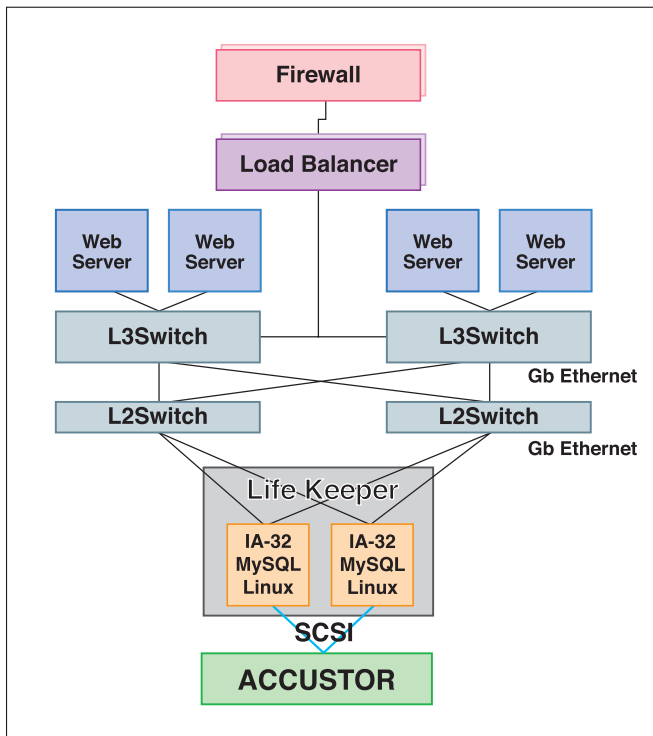 Firewall
Load Balancer
Web
Server
Web
Server
Web
Server
Web
Server
L3Switch
L3Switch
Gb Ethernet
L2Switch
L2Switch
Gb Ethernet
Life Keeper
IA-32
MySQL
Linux
IA-32
MySQL
Linux
SCSI
ACCUSTOR